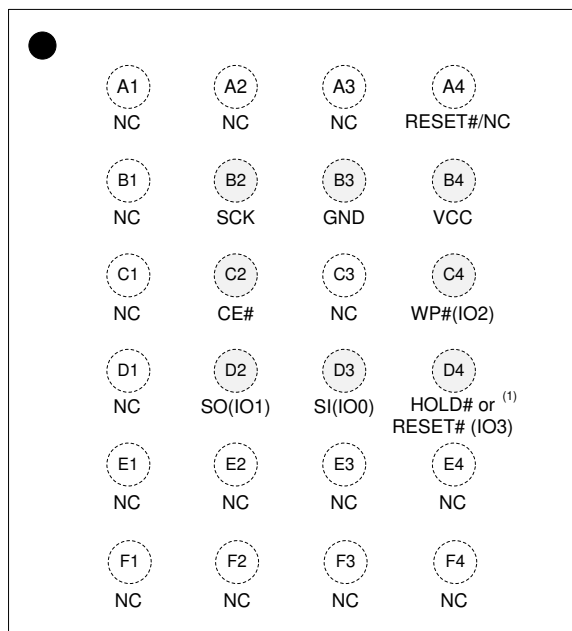 A1 A2 A3 A4
NC NC NC RESET#/NC
B1 B2 B3 B4
NC SCK GND VCC
C1 C2 C3 C4
NC CE# NC WP#(IO2)
D1 D2 D3 D4
NC SO(IO1) SI(IO0) HOLD# or (1)
RESET# (IO3)
E1 E2 E3 E4
NC NC NC NC
F1 F2 F3 F4
NC NC NC NC